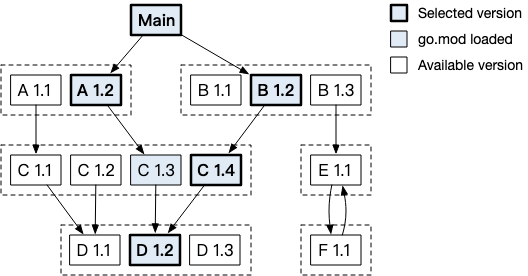 Main
Selected version
go.mod loaded
Available version
A 1.1 A 1.2 B 1.1 B 1.2 B 1.3
C 1.1 C 1.2 C 1.3 C 1.4 E 1.1
D 1.1 D 1.2 D 1.3 F 1.1